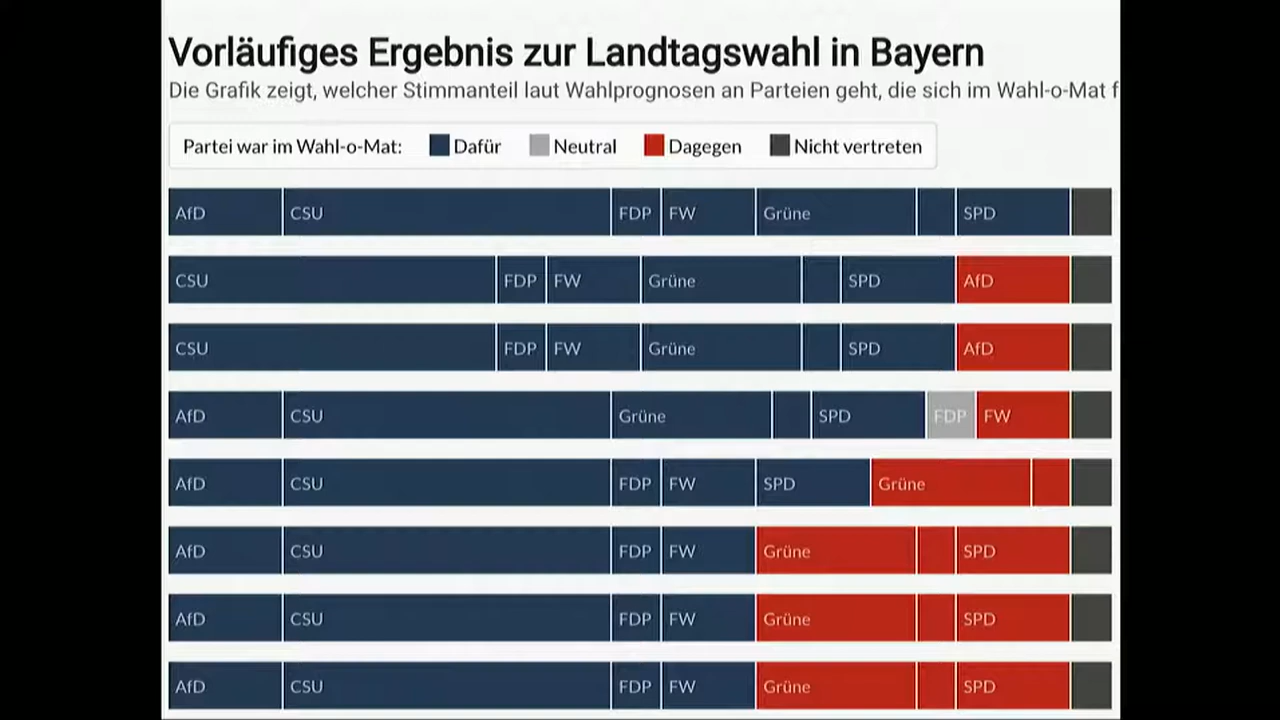 Vorläufiges Ergebnis zur Landtagswahl in Bayern
Die Grafik zeigt, welcher Stimmanteil laut Wahlprognosen an Parteien geht, die sich im Wahl-o-Mat f
Partei war im Wahl-o-Mat: Dafür Neutral Dagegen Nicht vertreten
AfD CSU FDP FW Grüne SPD
CSU FDP FW Grüne SPD AfD
CSU FDP FW Grüne SPD AfD
AfD CSU Grüne SPD FDP FW
AfD CSU FDP FW SPD Grüne
AfD CSU FDP FW Grüne SPD
AfD CSU FDP FW Grüne SPD
AfD CSU FDP FW Grüne SPD